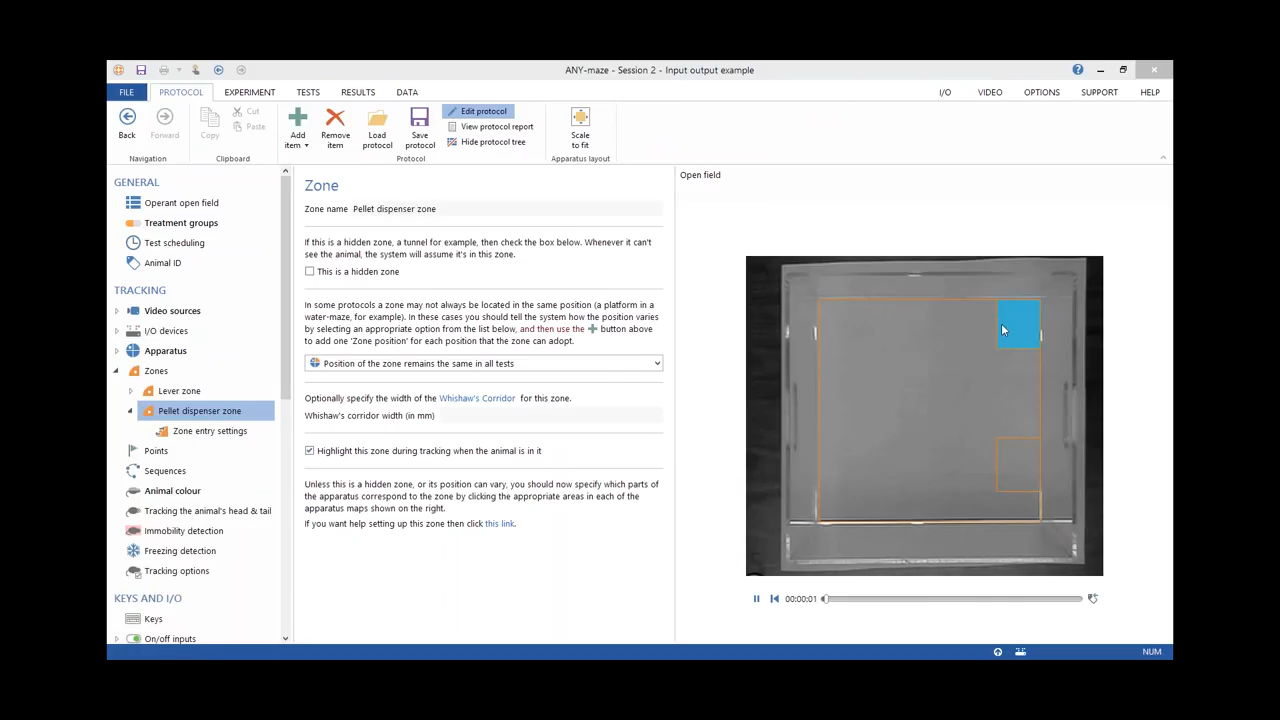 ANY-maze - Session 2 - Input output example
FILE PROTOCOL EXPERIMENT TESTS RESULTS DATA I/O VIDEO OPTIONS SUPPORT HELP
Back
Forward
Navigation
Copy
Cut
Paste
Clipboard
Add item
Remove item
Load protocol
Save protocol
Edit protocol
View protocol report
Hide protocol tree
Protocol
Scale to fit
Apparatus layout
GENERAL
Operant open field
Treatment groups
Test scheduling
Animal ID
TRACKING
Video sources
I/O devices
Apparatus
Zones
Lever zone
Pellet dispenser zone
Zone entry settings
Points
Sequences
Animal colour
Tracking the animal's head & tail
Immobility detection
Freezing detection
Tracking options
KEYS AND I/O
Keys
On/off inputs
Zone
Zone name Pellet dispenser zone
If this is a hidden zone, a tunnel for example, then check the box below. Whenever it can't
see the animal, the system will assume it's in this zone.
This is a hidden zone
In some protocols a zone may not always be located in the same position (a platform in a
water-maze, for example). In these cases you should tell the system how the position varies
by selecting an appropriate option from the list below, and then use the button above
to add one 'Zone position' for each position that the zone can adopt.
Position of the zone remains the same in all tests
Optionally specify the width of the Whishaw's Corridor for this zone.
Whishaw's corridor width (in mm)
Highlight this zone during tracking when the animal is in it
Unless this is a hidden zone, or its position can vary, you should now specify which parts of
the apparatus correspond to the zone by clicking the appropriate areas in each of the
apparatus maps shown on the right.
If you want help setting up this zone then click this link.
Open field
00:00:01
NUM